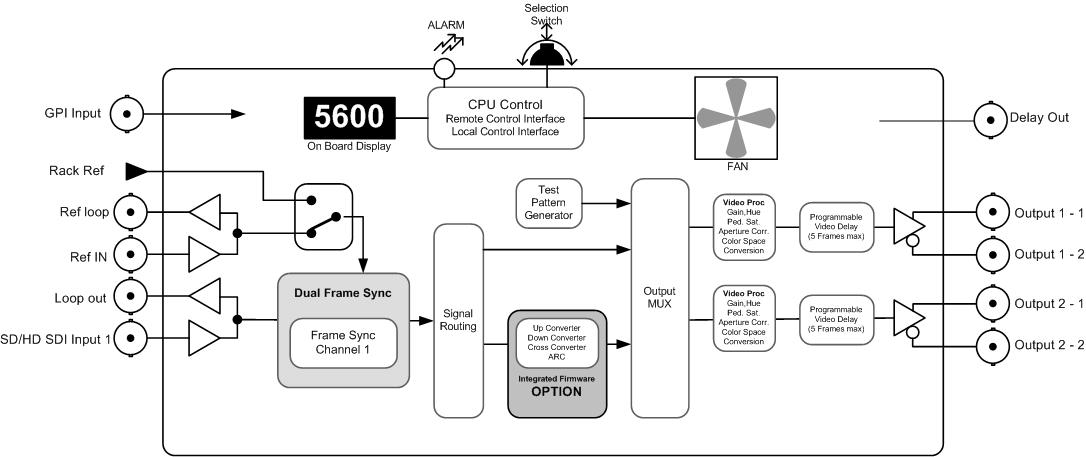 Selection
Switch
ALARM
GPI Input
5600
On Board Display
CPU Control
Remote Control Interface
Local Control Interface
FAN
Delay Out
Rack Ref
Ref loop
Ref IN
Loop out
SD/HD SDI Input 1
Dual Frame Sync
Frame Sync
Channel 1
Signal
Routing
Test
Pattern
Generator
Up Converter
Down Converter
Cross Converter
ARC
Integrated Firmware
OPTION
Output
MUX
Video Proc
Gain,Hue
Ped. Sat.
Aperture Corr.
Color Space
Conversion
Programmable
Video Delay
(5 Frames max)
Output 1 - 1
Output 1 - 2
Video Proc
Gain,Hue
Ped. Sat.
Aperture Corr.
Color Space
Conversion
Programmable
Video Delay
(5 Frames max)
Output 2 - 1
Output 2 - 2